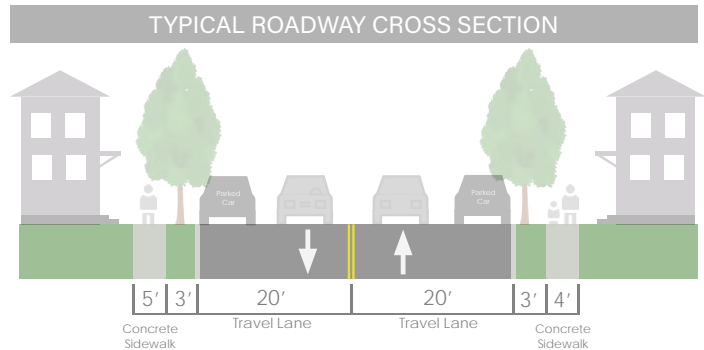 TYPICAL ROADWAY CROSS SECTION
Parked
Car
Parked
Car
5’ 3’ 20’ 20’ 3’ 4’
Travel Lane Travel Lane
Concrete
Sidewalk
Concrete
Sidewalk